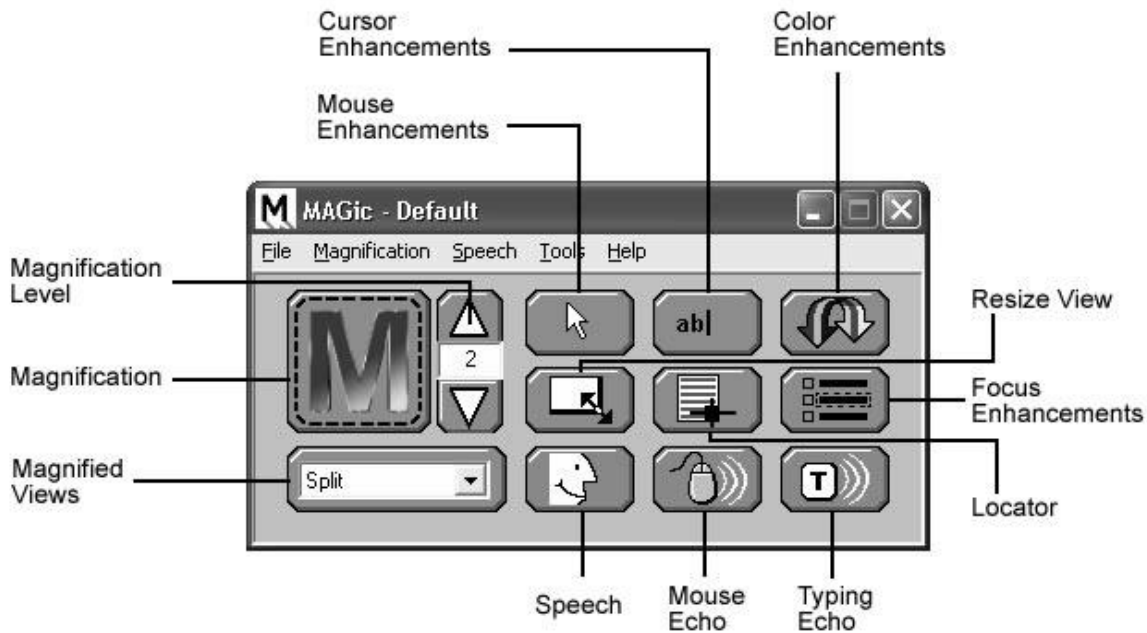 Cursor
Enhancements
Color
Enhancements
Mouse
Enhancements
M MAGic - Default
File Magnification Speech Tools Help
Magnification
Level
Resize View
ab
2
Magnification
M
Focus
Enhancements
Magnified
Views
Split
T
Locator
Speech
Mouse
Echo
Typing
Echo